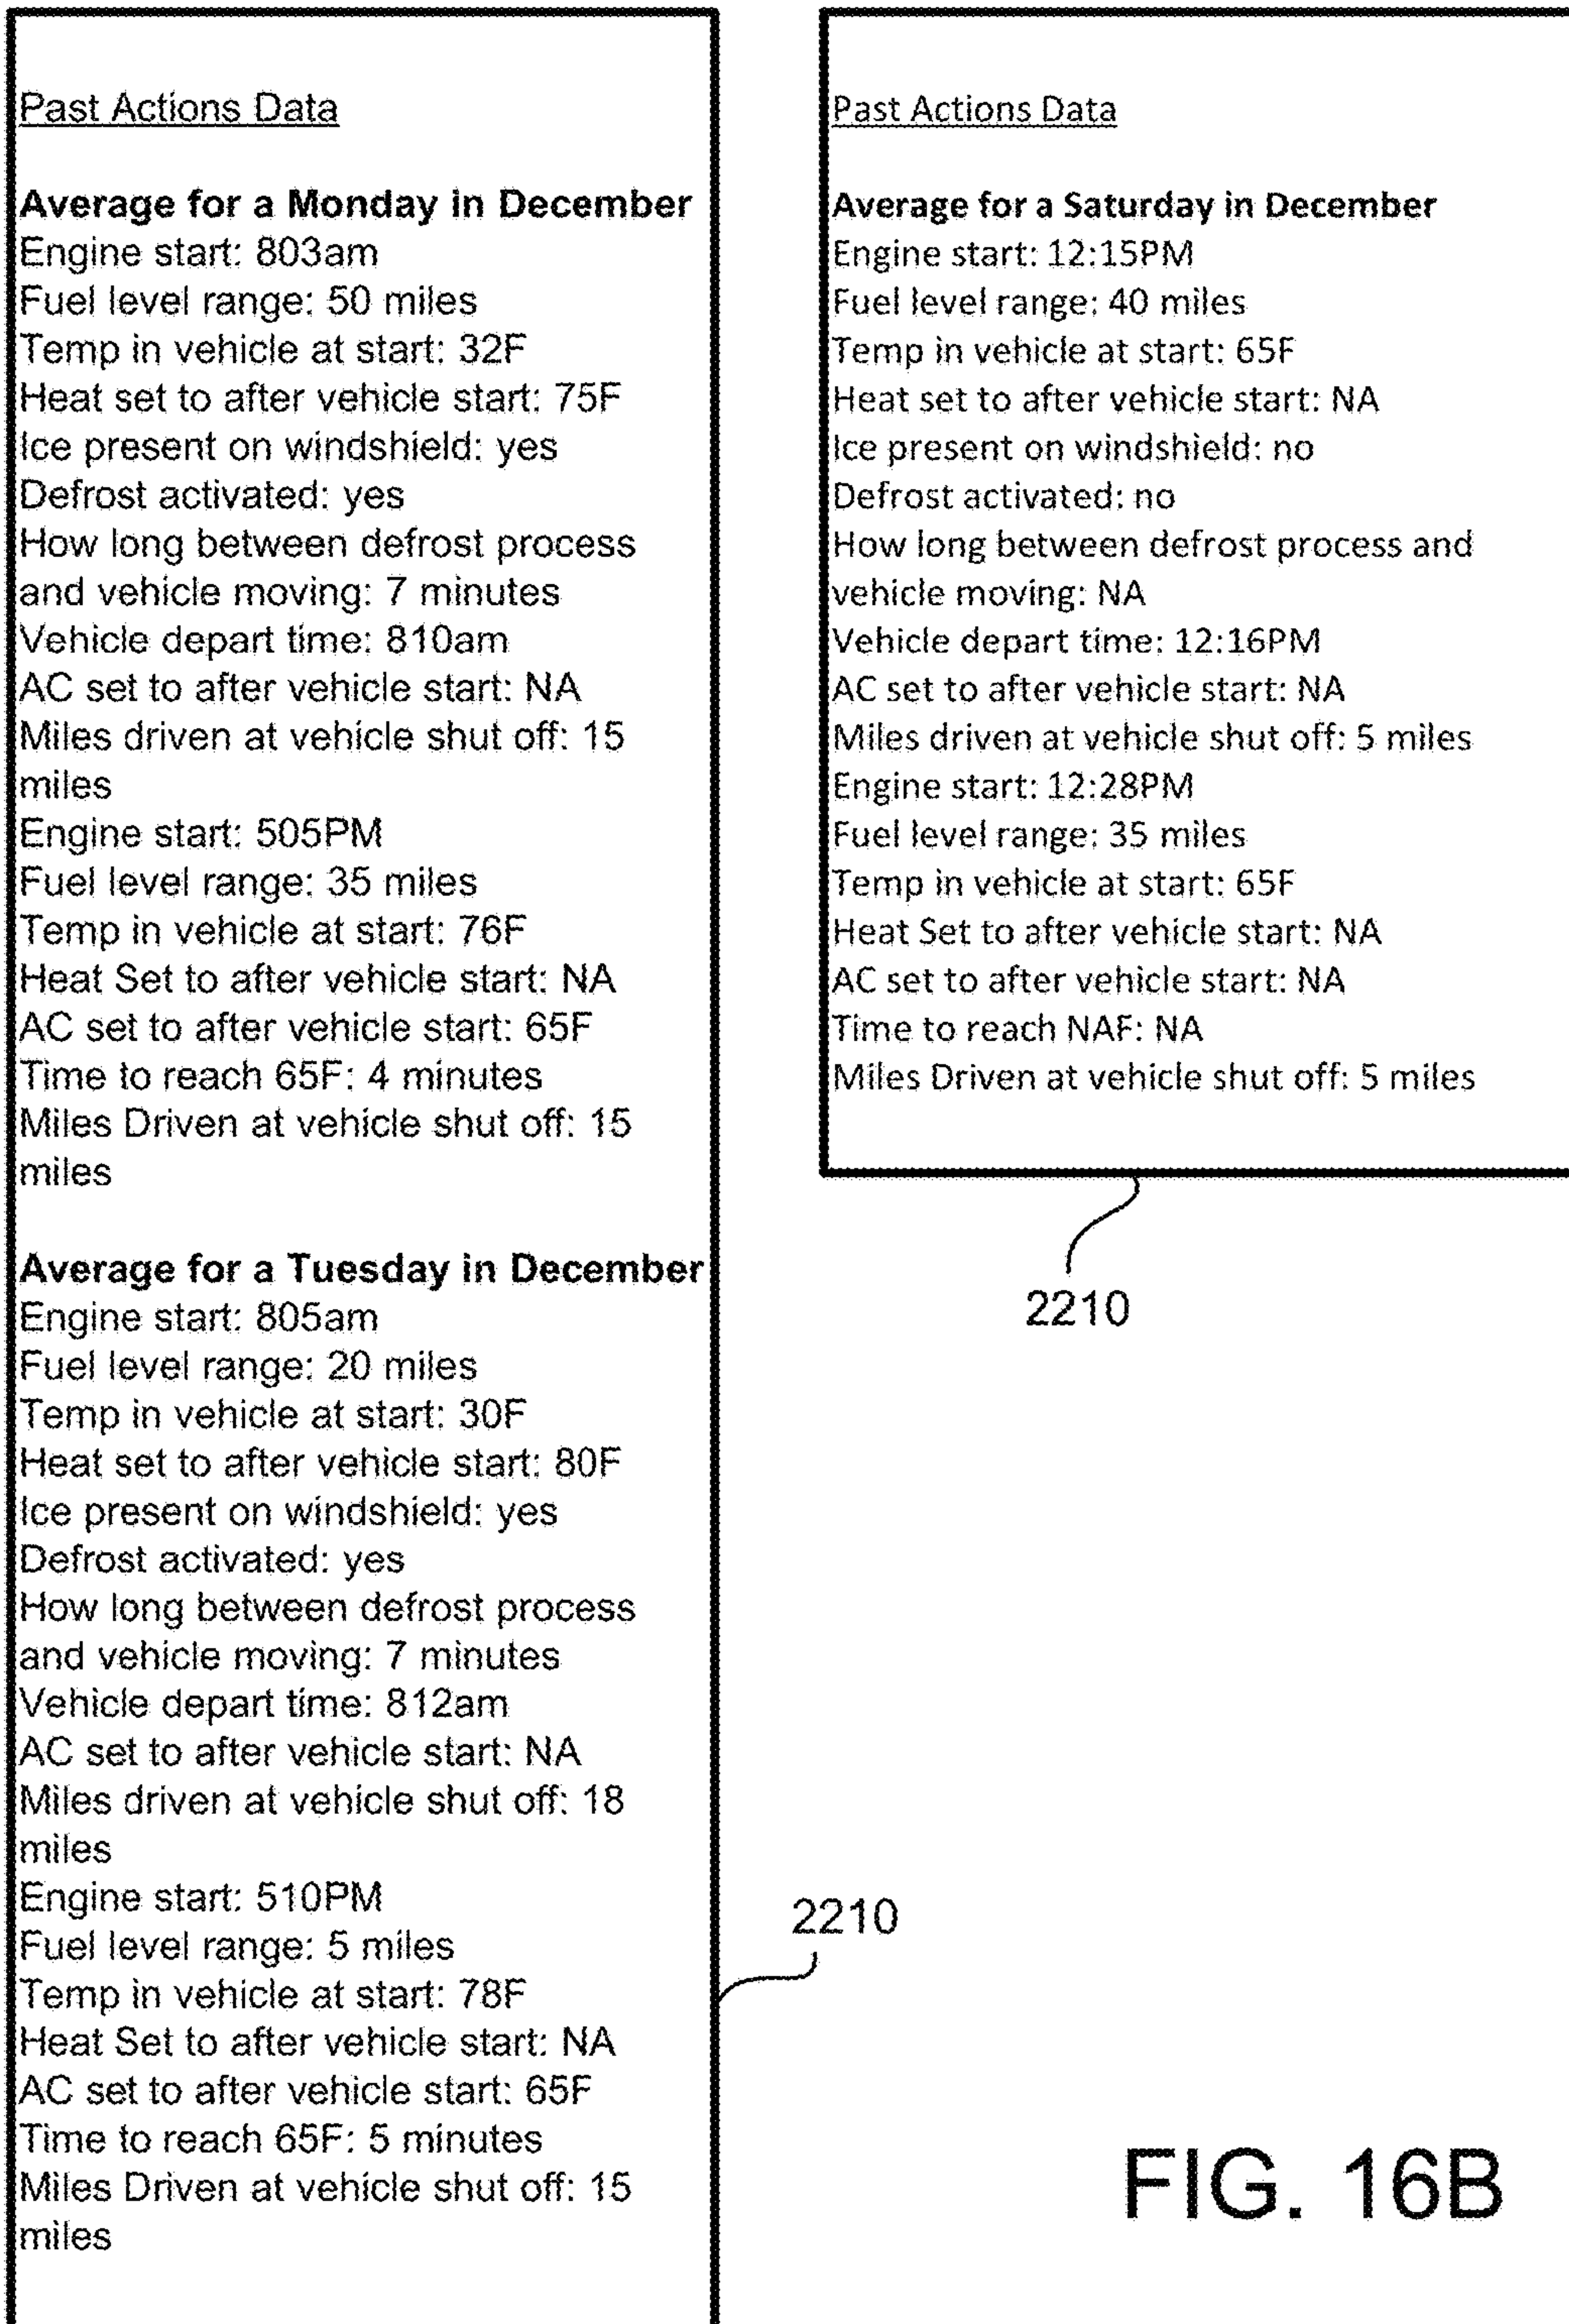 Past Actions Data
Average for a Monday in December
Engine start: 803am
Fuel level range: 50 miles
Temp in vehicle at start: 32F
Heat set to after vehicle start: 75F
Ice present on windshield: yes
Defrost activated: yes
How long between defrost process
and vehicle moving: 7 minutes
Vehicle depart time: 810am
AC set to after vehicle start: NA
Miles driven at vehicle shut off: 15
miles
Engine start: 505PM
Fuel level range: 35 miles
Temp in vehicle at start: 76F
Heat Set to after vehicle start: NA
AC set to after vehicle start: 65F
Time to reach 65F: 4 minutes
Miles Driven at vehicle shut off: 15
miles
Average for a Tuesday in December
Engine start: 805am
Fuel level range: 20 miles
Temp in vehicle at start: 30F
Heat set to after vehicle start: 80F
Ice present on windshield: yes
Defrost activated: yes
How long between defrost process
and vehicle moving: 7 minutes
Vehicle depart time: 812am
AC set to after vehicle start: NA
Miles driven at vehicle shut off: 18
miles
Engine start: 510PM
Fuel level range: 5 miles
Temp in vehicle at start: 78F
Heat Set to after vehicle start: NA
AC set to after vehicle start: 65F
Time to reach 65F: 5 minutes
Miles Driven at vehicle shut off: 15
miles
2210
Past Actions Data
Average for a Saturday in December
Engine start: 12:15PM
Fuel level range: 40 miles
Temp in vehicle at start: 65F
Heat set to after vehicle start: NA
Ice present on windshield: no
Defrost activated: no
How long between defrost process and
vehicle moving: NA
Vehicle depart time: 12:16PM
AC set to after vehicle start: NA
Miles driven at vehicle shut off: 5 miles
Engine start: 12:28PM
Fuel level range: 35 miles
Temp in vehicle at start: 65F
Heat Set to after vehicle start: NA
AC set to after vehicle start: NA
Time to reach NAF: NA
Miles Driven at vehicle shut off: 5 miles
2210
FIG. 16B